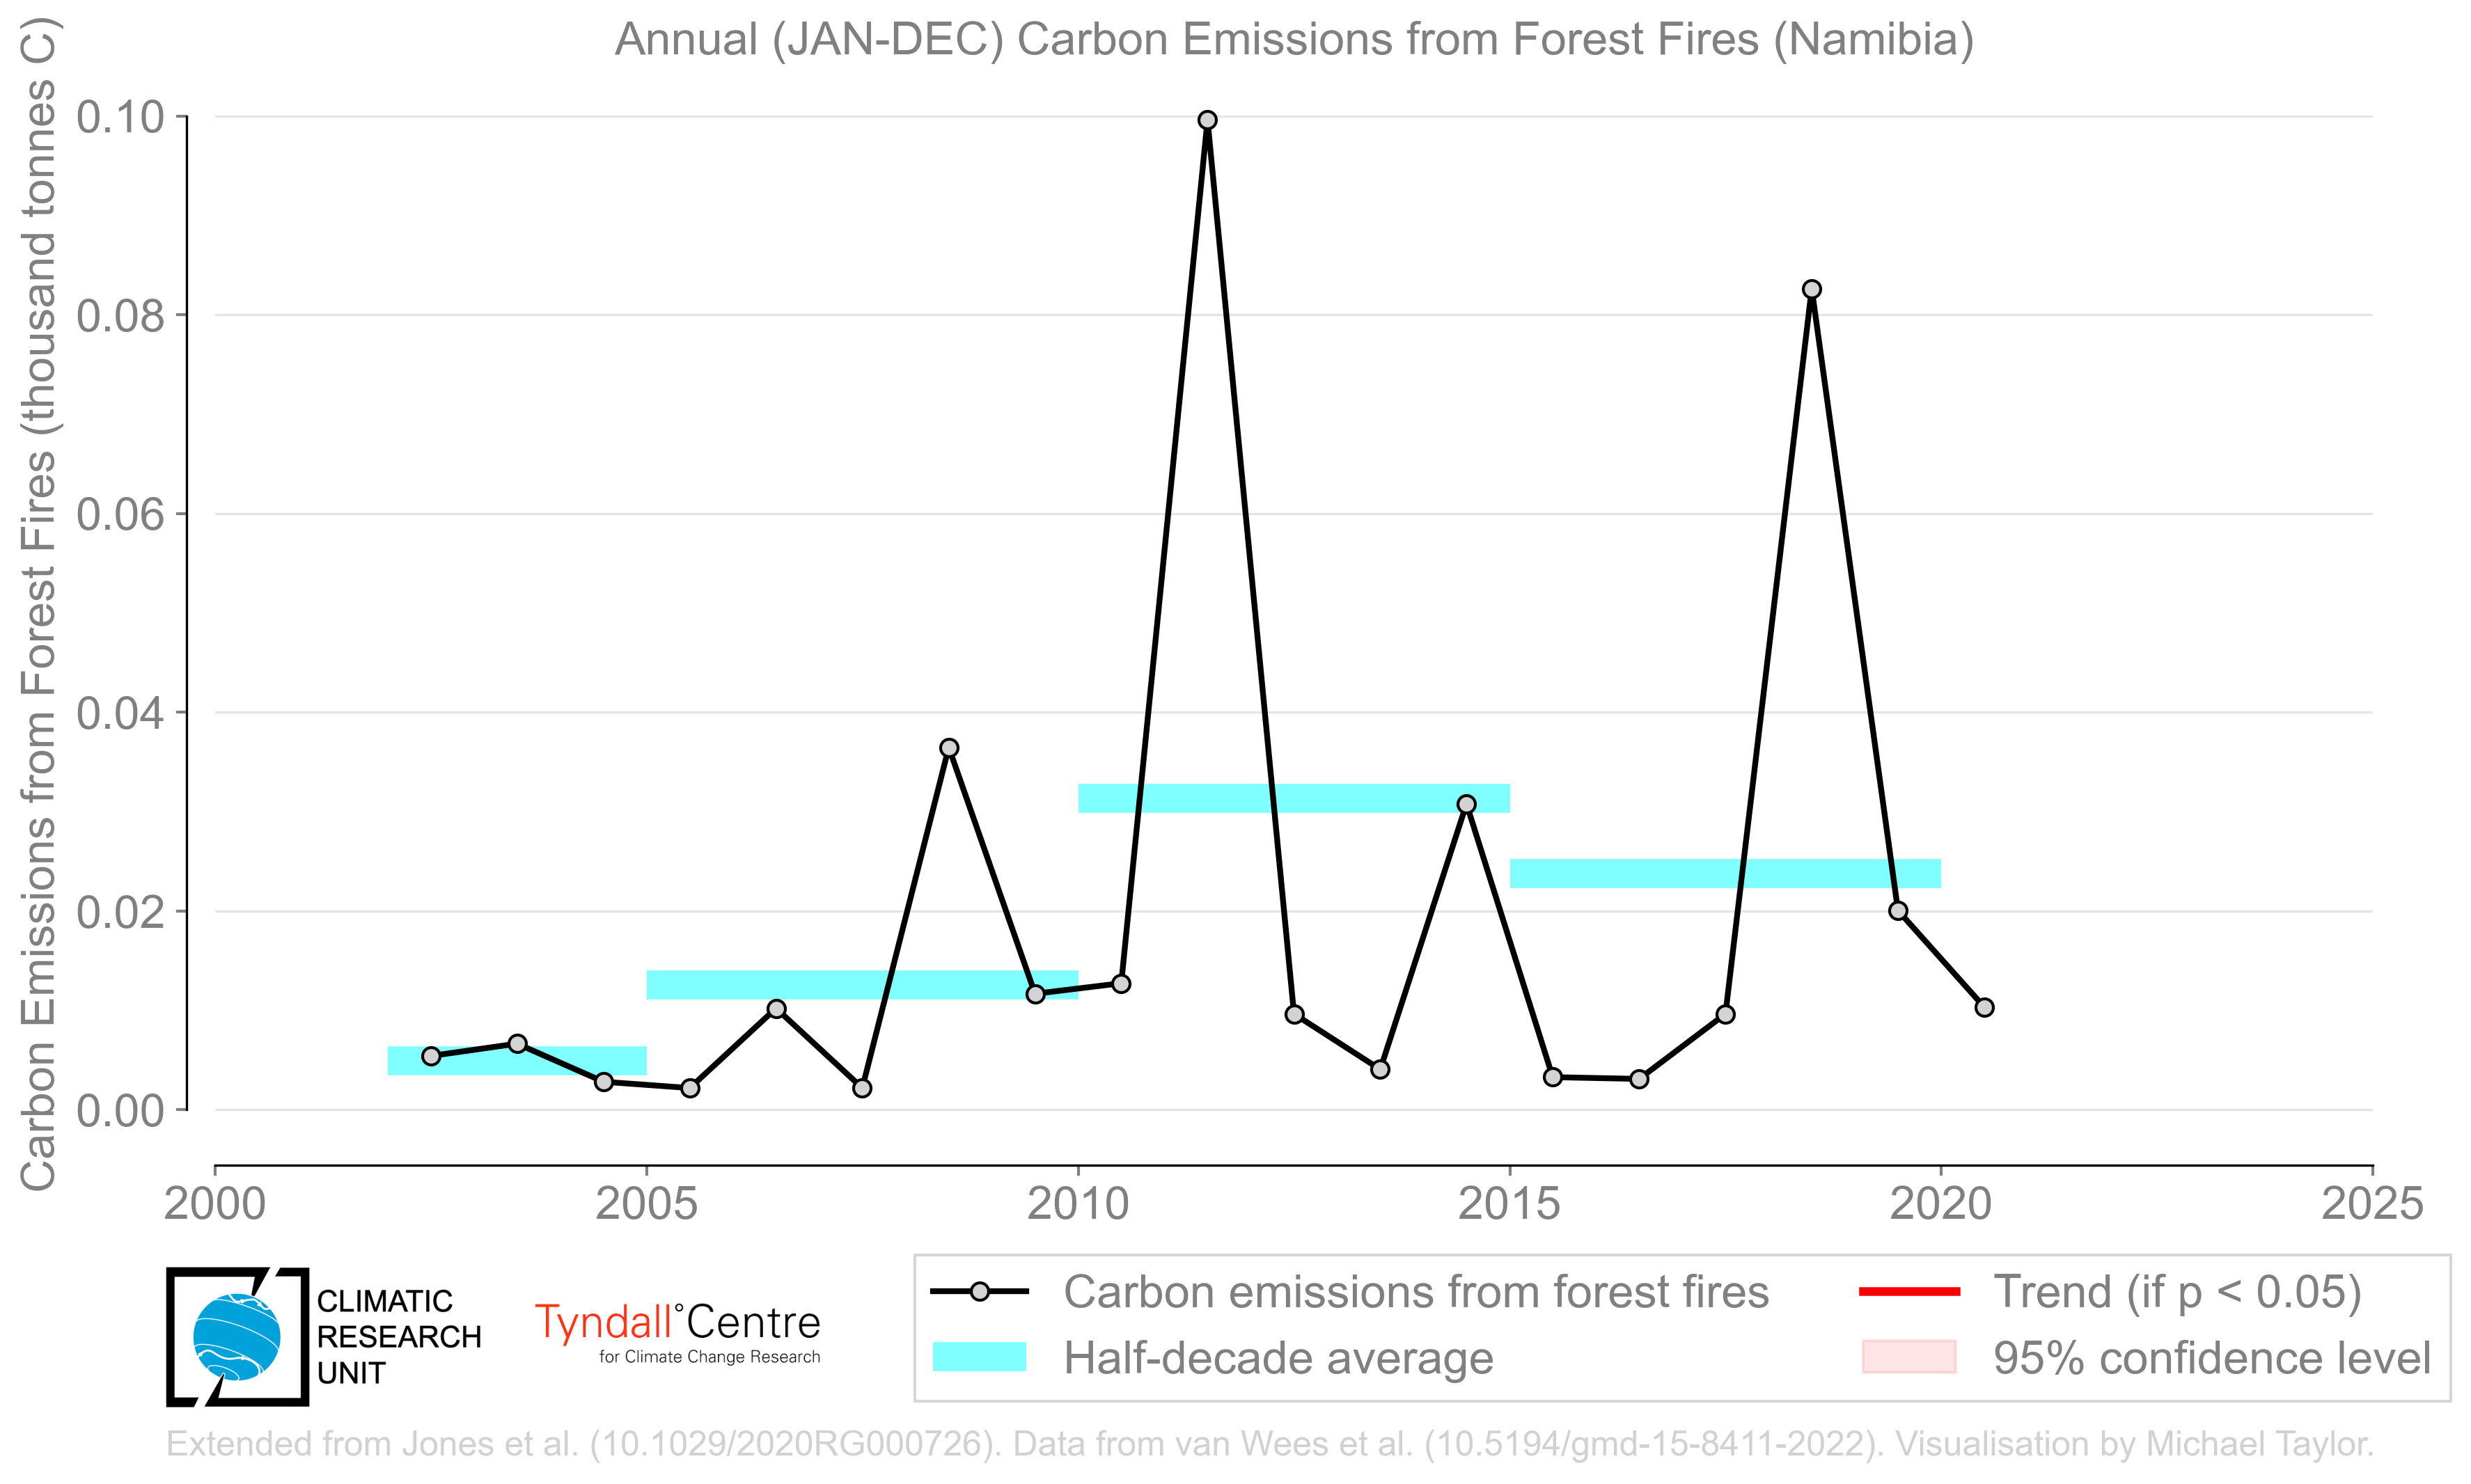 Annual (JAN-DEC) Carbon Emissions from Forest Fires (Namibia)
Carbon Emissions from Forest Fires (thousand tonnes C)
0.10
0.08
0.06
0.04
0.02
0.00
2000 2005 2010 2015 2020 2025
CLIMATIC
RESEARCH
UNIT
Tyndall°Centre
for Climate Change Research
Carbon emissions from forest fires
Half-decade average
Trend (if p < 0.05)
95% confidence level
Extended from Jones et al. (10.1029/2020RG000726). Data from van Wees et al. (10.5194/gmd-15-8411-2022). Visualisation by Michael Taylor.